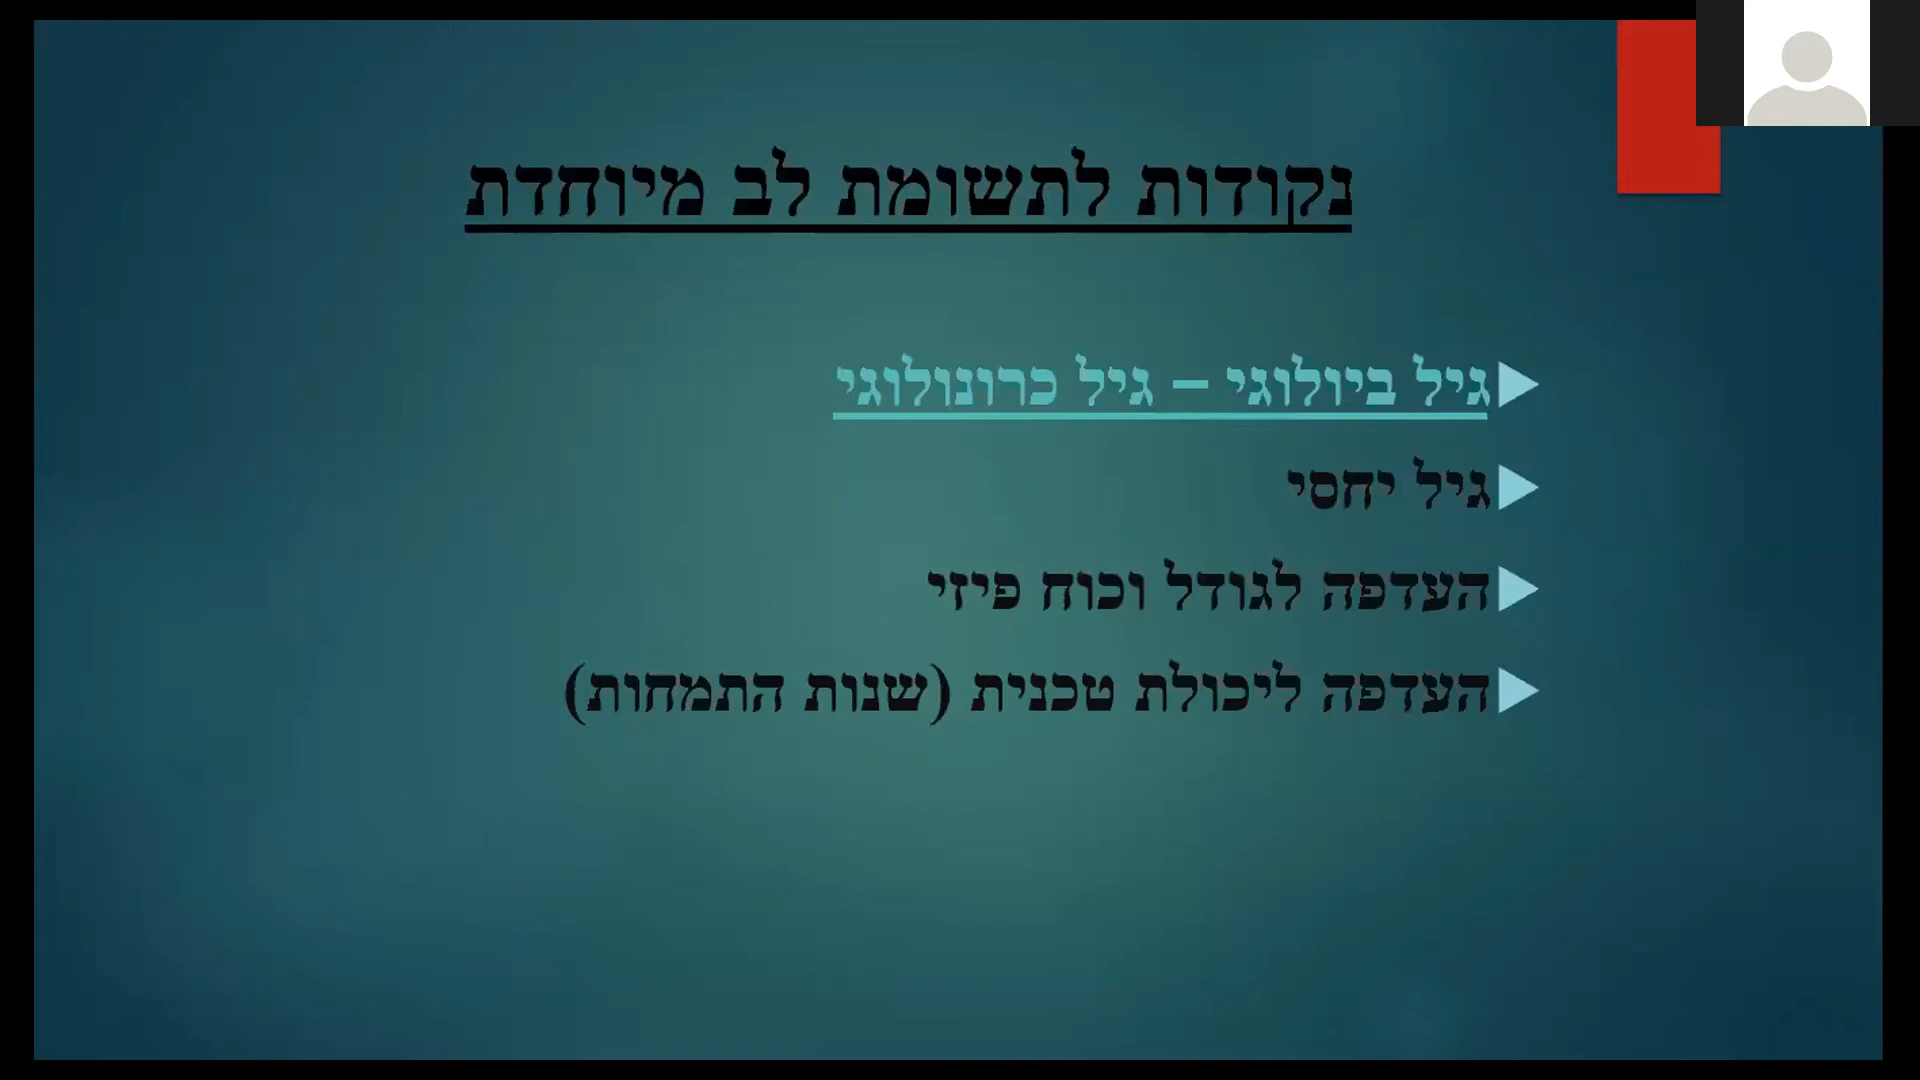 נקודות לתשומת לב מיוחדת
גיל ביולוגי – גיל כרונולוגי
גיל יחסי
העדפה לגודל וכוח פיזי
העדפה ליכולת טכנית (שנות התמחות)